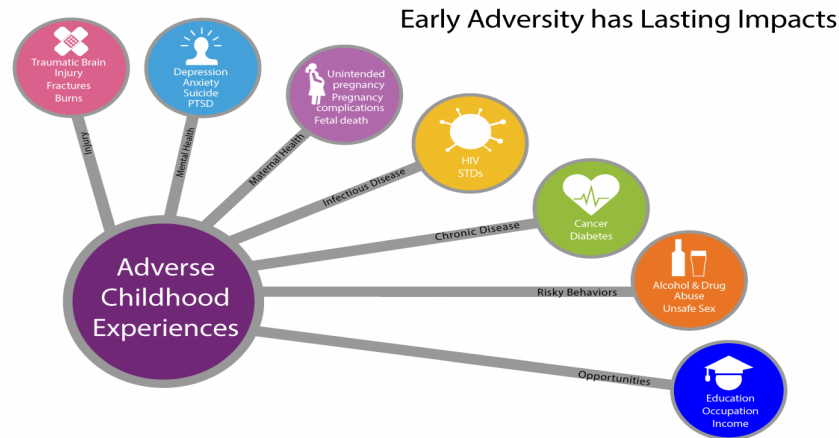 Early Adversity has Lasting Impacts
Traumatic Brain
Injury
Fractures
Burns
Injury
Depression
Anxiety
Suicide
PTSD
Mental Health
Unintended
pregnancy
Pregnancy
complications
Fetal death
Maternal Health
HIV
STDs
Infectious Disease
Cancer
Diabetes
Chronic Disease
Alcohol & Drug
Abuse
Unsafe Sex
Risky Behaviors
Education
Occupation
Income
Opportunities
Adverse
Childhood
Experiences